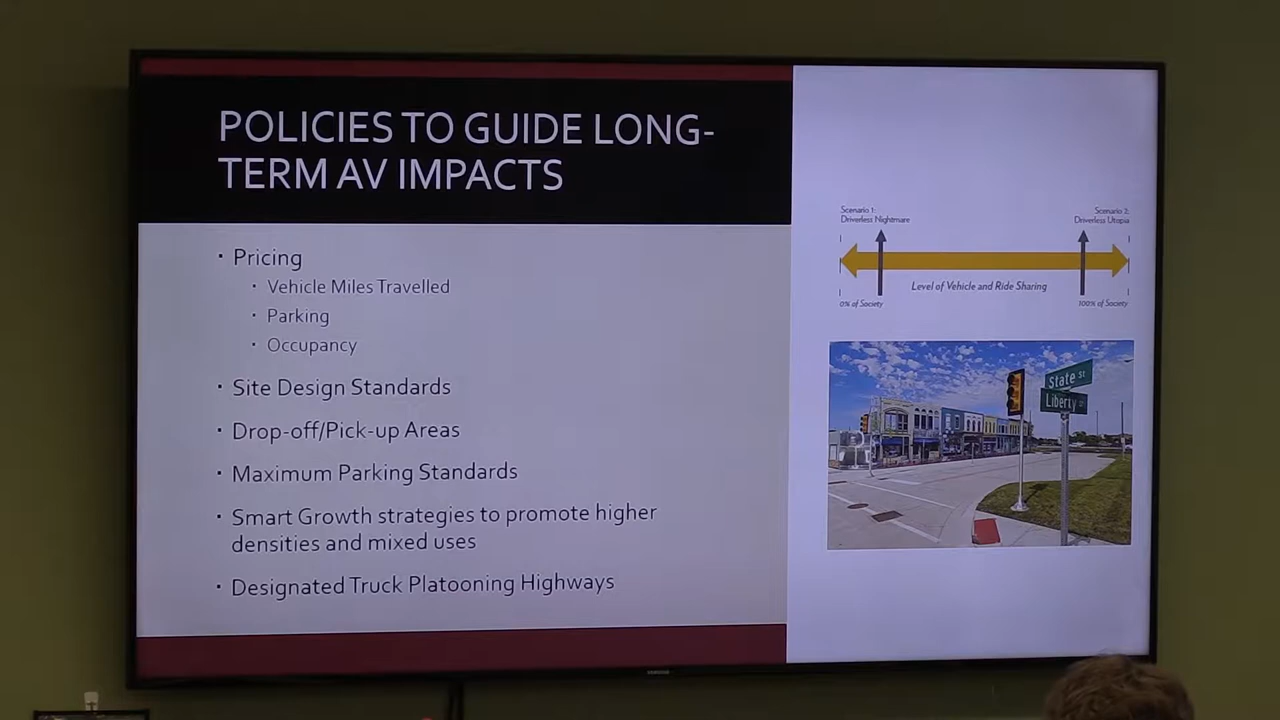 POLICIES TO GUIDE LONG-
TERM AV IMPACTS
· Pricing
· Vehicle Miles Travelled
· Parking
· Occupancy
· Site Design Standards
· Drop-off/Pick-up Areas
· Maximum Parking Standards
· Smart Growth strategies to promote higher
densities and mixed uses
· Designated Truck Platooning Highways
Scenario 1:
Driverless Nightmare
Scenario 2:
Driverless Utopia
Level of Vehicle and Ride Sharing
0% of Society
100% of Society
State St
Liberty
SAMSUNG